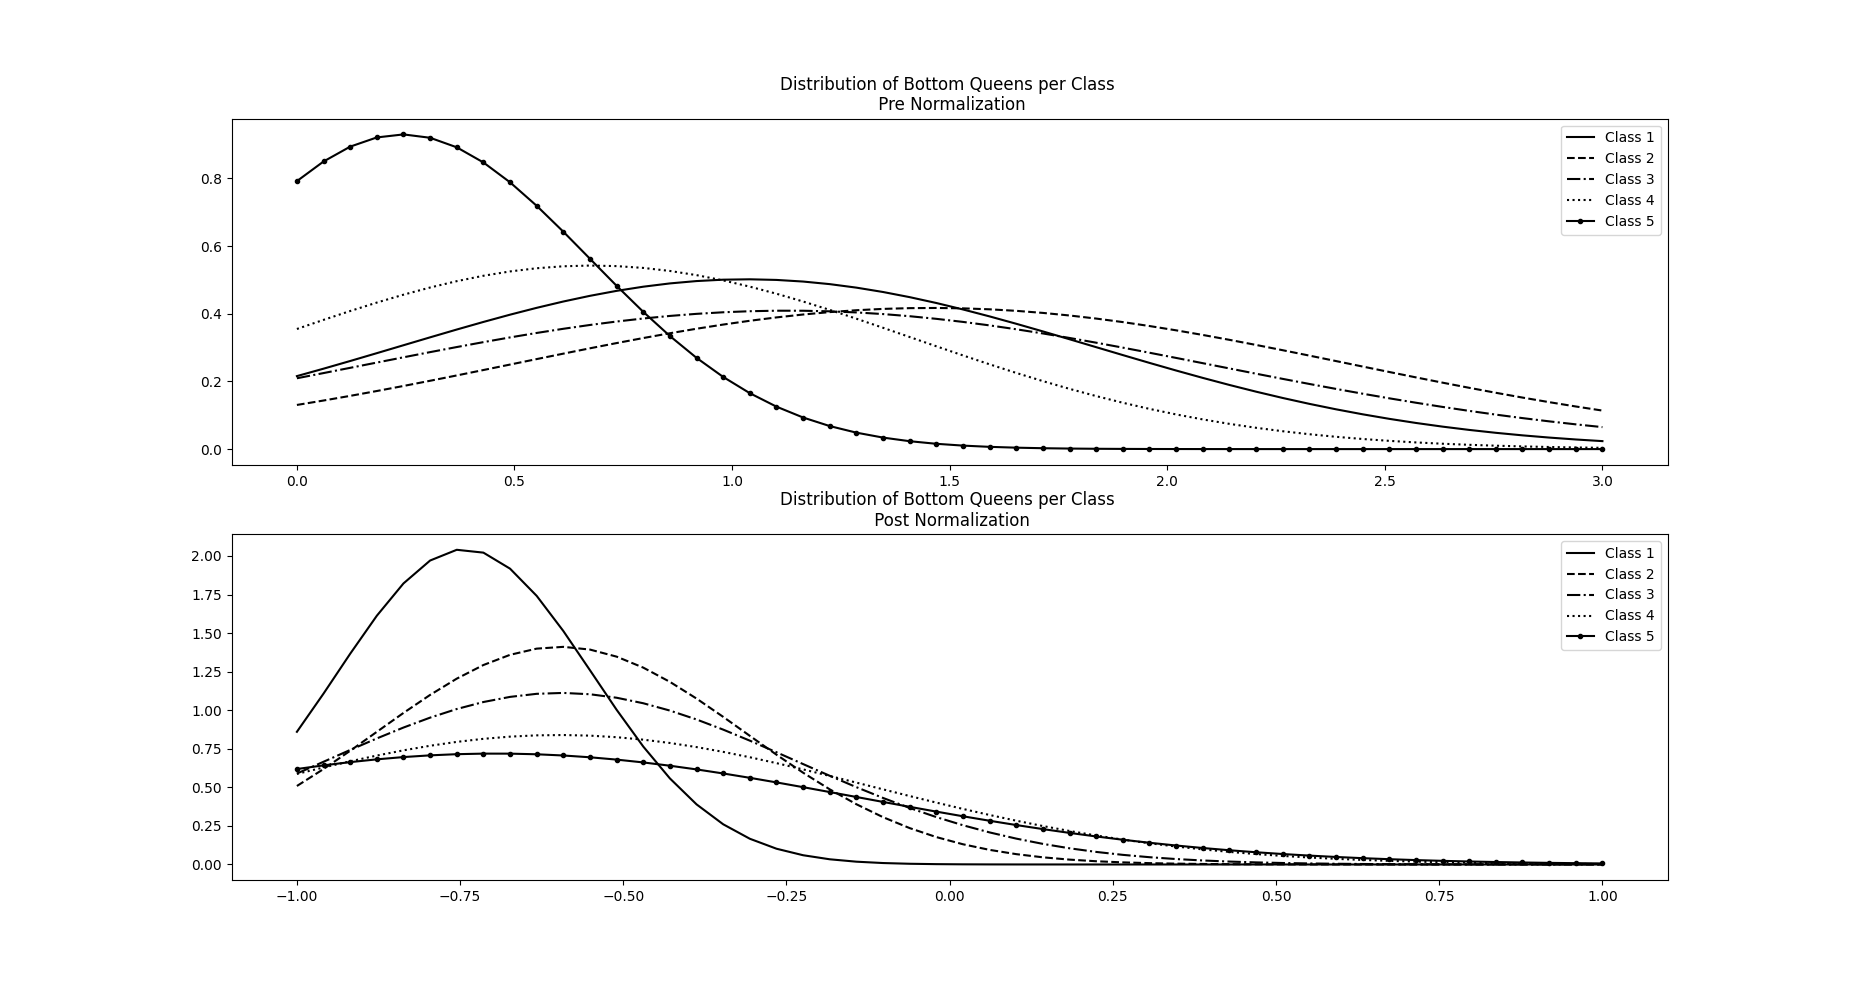 Distribution of Bottom Queens per Class
Pre Normalization
Class 1
Class 2
Class 3
Class 4
Class 5
0.8
0.6
0.4
0.2
0.0
0.0 0.5 1.0 1.5 2.0 2.5 3.0
Distribution of Bottom Queens per Class
Post Normalization
Class 1
Class 2
Class 3
Class 4
Class 5
2.00
1.75
1.50
1.25
1.00
0.75
0.50
0.25
0.00
−1.00 −0.75 −0.50 −0.25 0.00 0.25 0.50 0.75 1.00